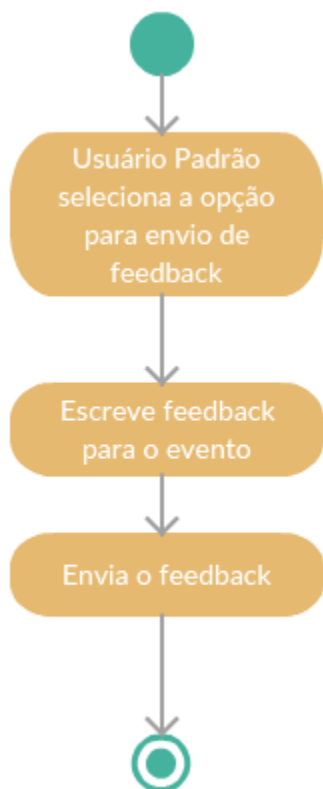 Usuário Padrão
seleciona a opção
para envio de
feedback
Escreve feedback
para o evento
Envia o feedback